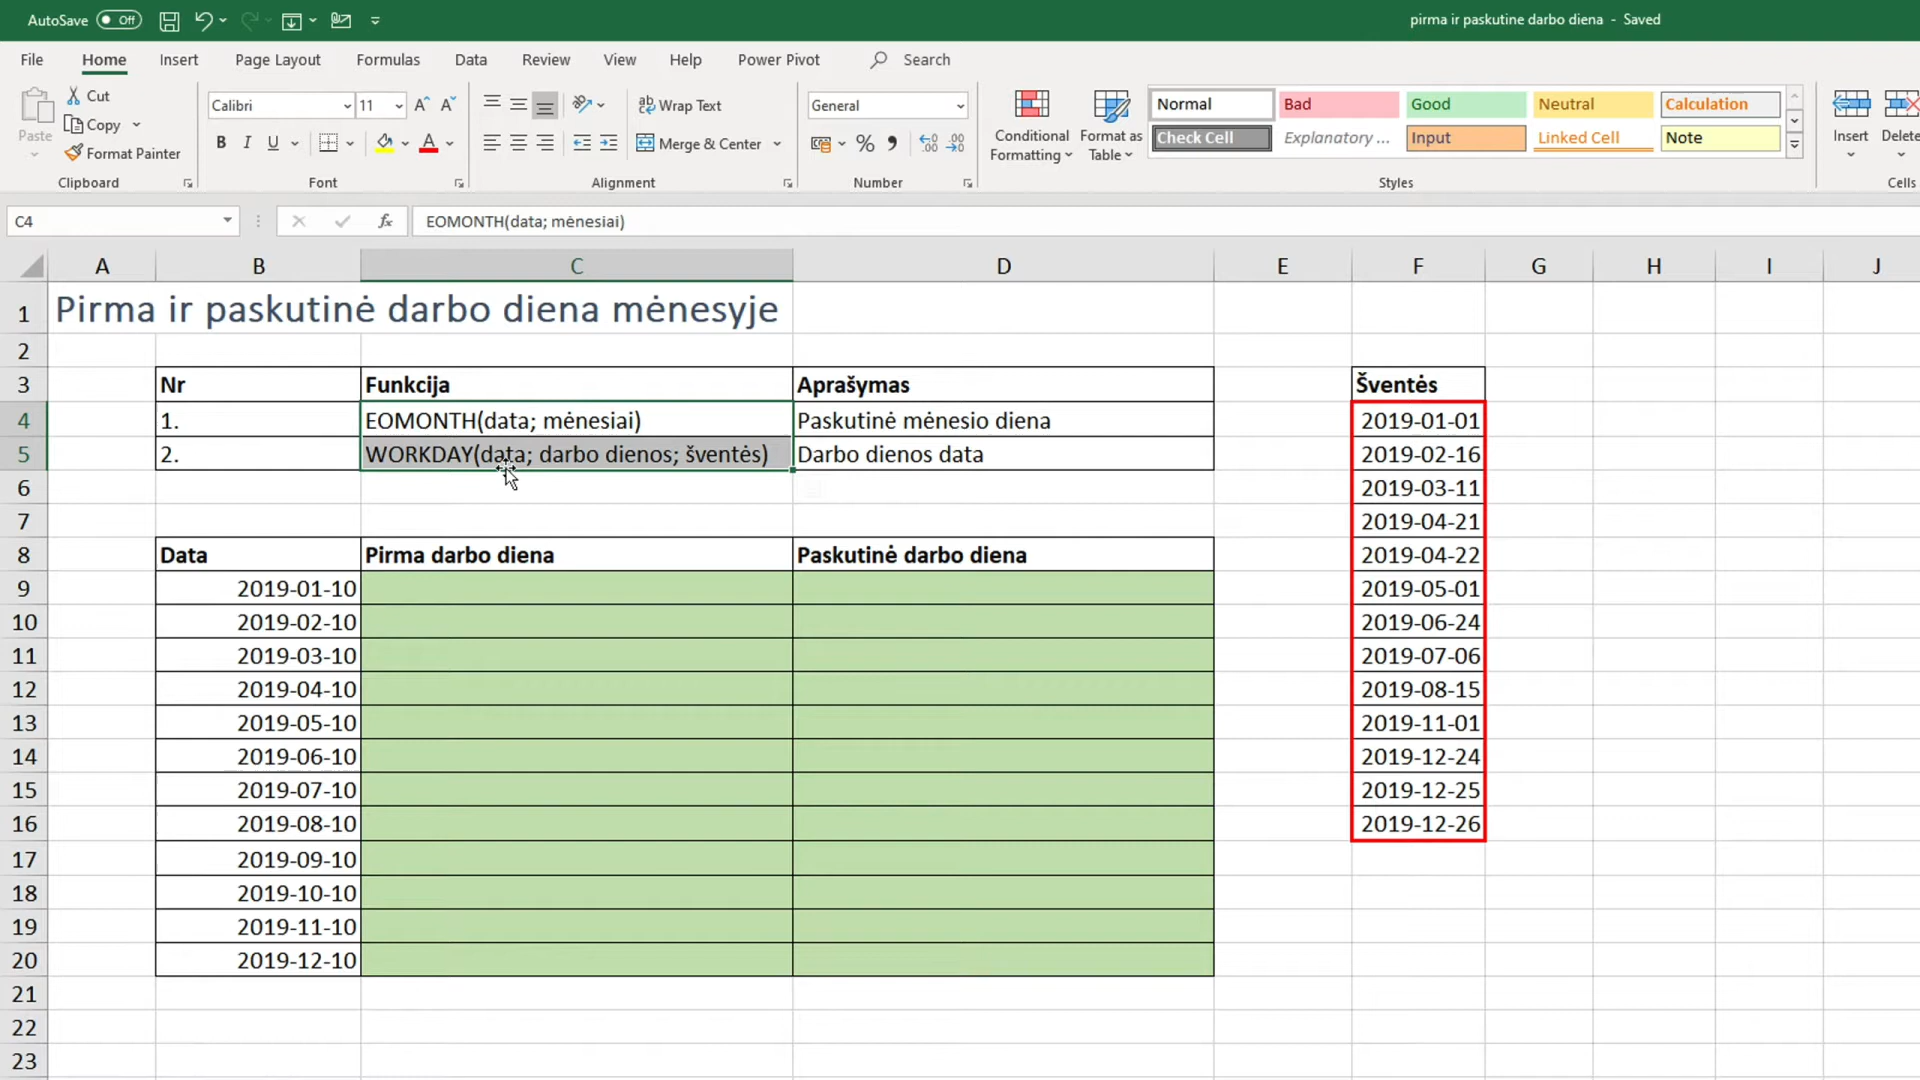 AutoSave Off pirma ir paskutine darbo diena - Saved
File Home Insert Page Layout Formulas Data Review View Help Power Pivot Search
Paste Cut Copy Format Painter
Clipboard
Calibri 11
B I U A
Font
ab Wrap Text
Merge & Center
Alignment
General
%
Number
Conditional Formatting
Format as Table
Normal Bad Good Neutral Calculation
Check Cell Explanatory ... Input Linked Cell Note
Styles
Insert Delete
Cells
C4 fx EOMONTH(data; mėnesiai)
A B C D E F G H I J
1 Pirma ir paskutinė darbo diena mėnesyje
2
3 Nr Funkcija Aprašymas Šventės
4 1. EOMONTH(data; mėnesiai) Paskutinė mėnesio diena 2019-01-01
5 2. WORKDAY(data; darbo dienos; šventės) Darbo dienos data 2019-02-16
6 2019-03-11
7 2019-04-21
8 Data Pirma darbo diena Paskutinė darbo diena 2019-04-22
9 2019-01-10 2019-05-01
10 2019-02-10 2019-06-24
11 2019-03-10 2019-07-06
12 2019-04-10 2019-08-15
13 2019-05-10 2019-11-01
14 2019-06-10 2019-12-24
15 2019-07-10 2019-12-25
16 2019-08-10 2019-12-26
17 2019-09-10
18 2019-10-10
19 2019-11-10
20 2019-12-10
21
22
23